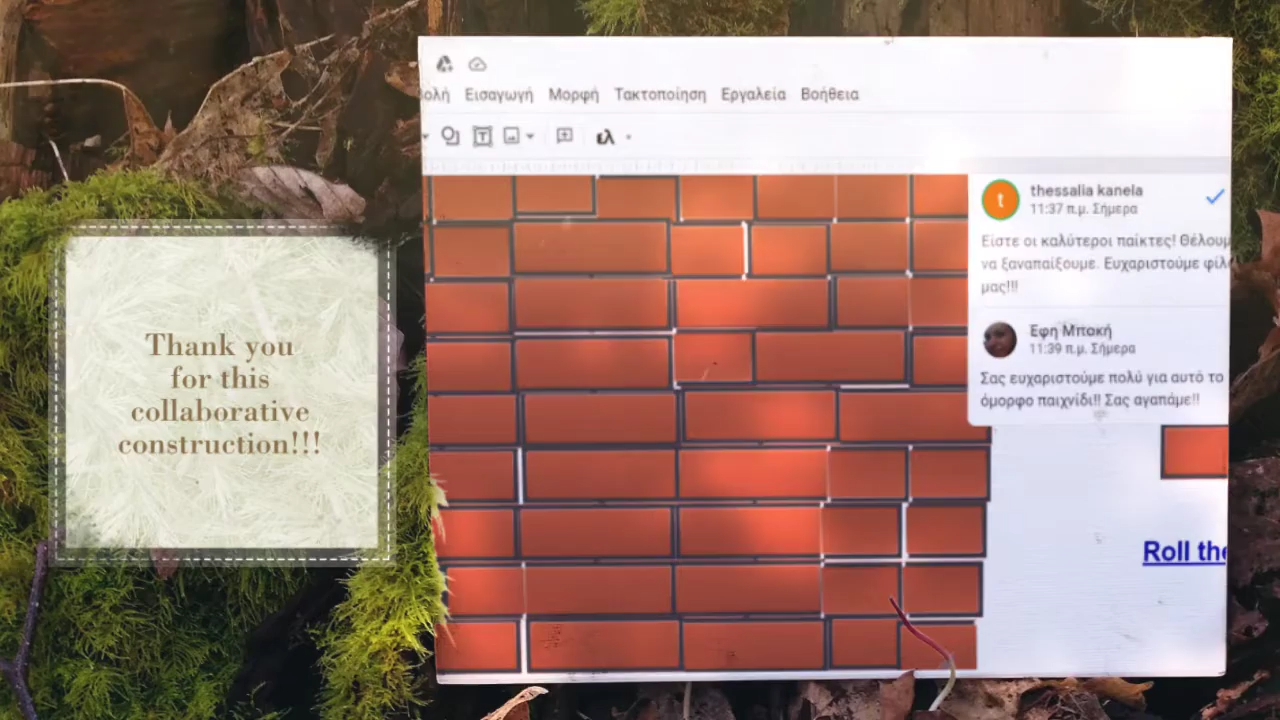 Thank you
for this
collaborative
construction!!!
ολή Εισαγωγή Μορφή Τακτοποίηση Εργαλεία Βοήθεια
t
thessalia kanela
11:37 π.μ. Σήμερα
Είστε οι καλύτεροι παίκτες! Θέλουμ
να ξαναπαίξουμε. Ευχαριστούμε φίλ
μας!!!
Έφη Μποκή
11:39 π.μ. Σήμερα
Σας ευχαριστούμε πολύ για αυτό το
όμορφο παιχνίδι!! Σας αγαπάμε!!
Roll the